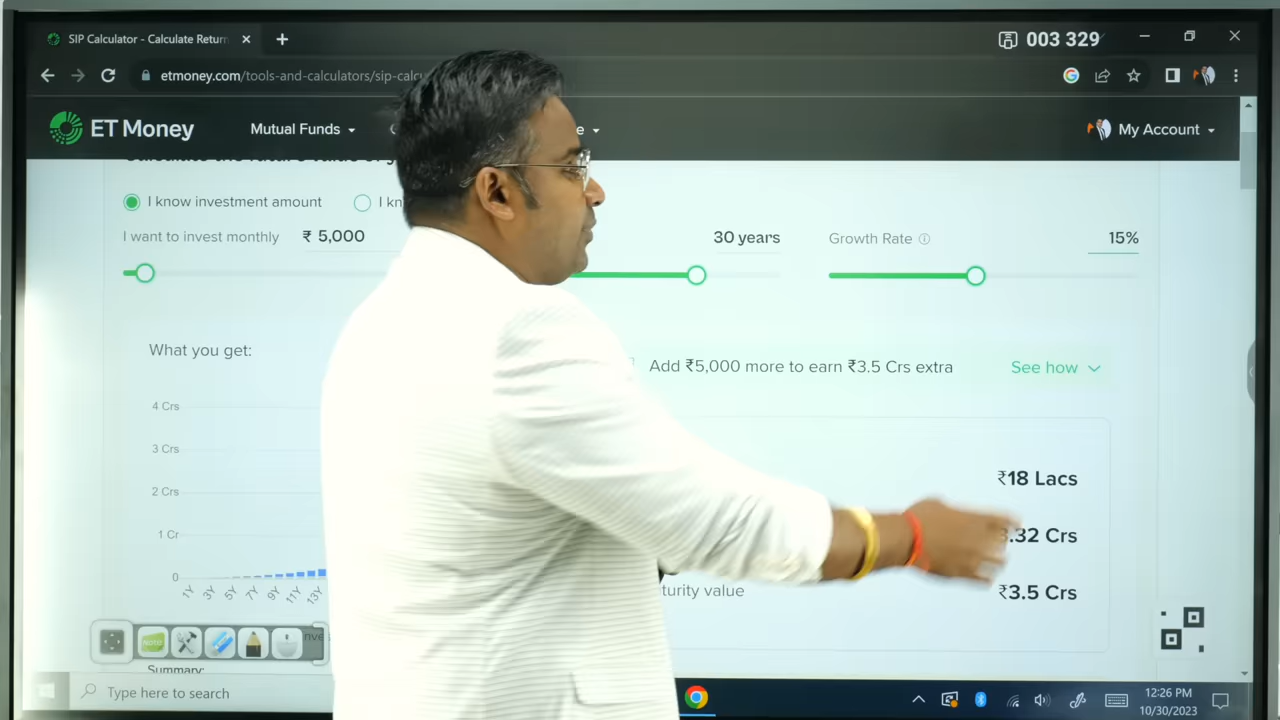 SIP Calculator - Calculate Return
003 329
etmoney.com/tools-and-calculators/sip-calcu
ET Money
Mutual Funds
e
My Account
I know investment amount
I kn
I want to invest monthly ₹ 5,000
30 years
Growth Rate
15%
What you get:
Add ₹5,000 more to earn ₹3.5 Crs extra
See how
4 Crs
3 Crs
2 Crs
1 Cr
0
1Y 3Y 5Y 7Y 9Y 11Y 13Y
₹18 Lacs
.32 Crs
turity value
₹3.5 Crs
NOTE
Summary:
Type here to search
12:26 PM
10/30/2023